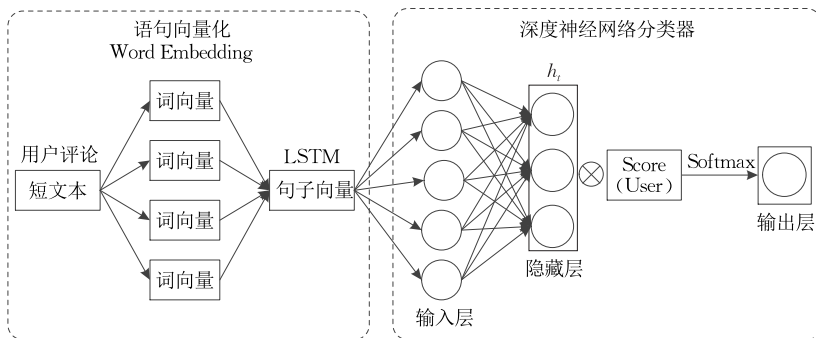 语句向量化
Word Embedding
用户评论
短文本
词向量
词向量
词向量
词向量
LSTM
句子向量
深度神经网络分类器
输入层
h_t
隐藏层
Score
(User)
Softmax
输出层